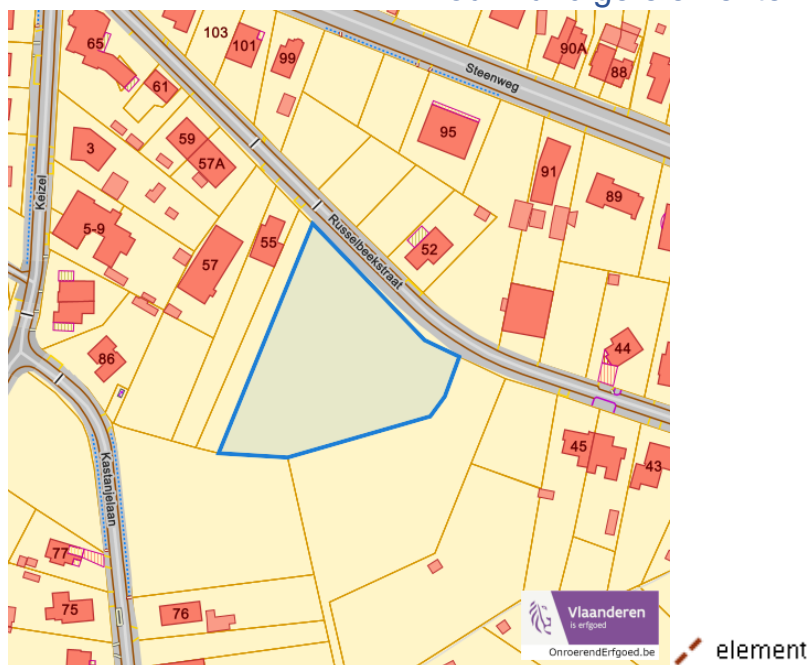 65
103
101
99
Steenweg
90A
88
61
95
59
57A
3
91
89
Keizel
5-9
Russelbeekstraat
55
52
57
44
86
45
43
Kastanjelaan
77
75
76
Vlaanderen
is erfgoed
OnroerendErfgoed.be
element